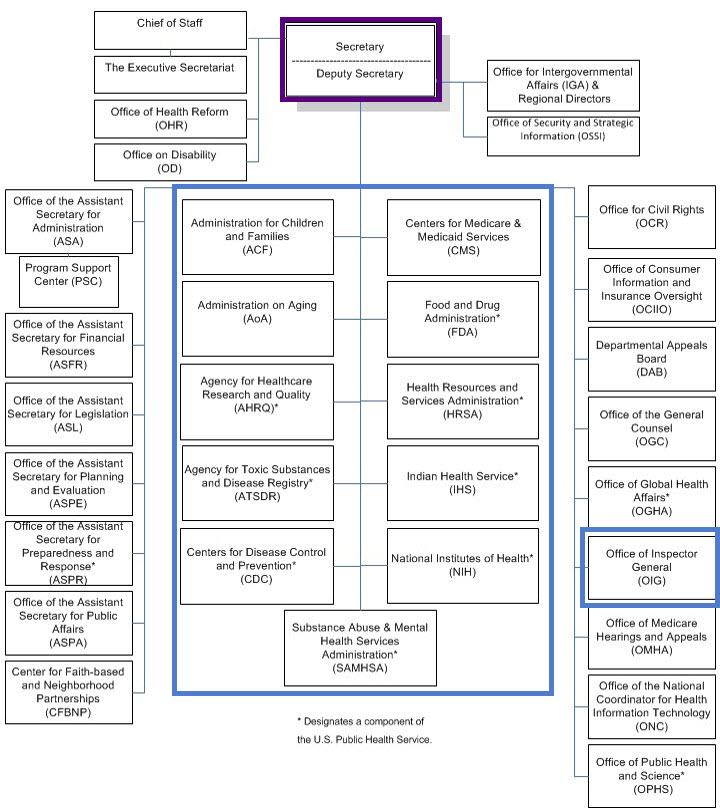 Chief of Staff
The Executive Secretariat
Office of Health Reform
(OHR)
Office on Disability
(OD)
Secretary
Deputy Secretary
Office for Intergovernmental
Affairs (IGA) &
Regional Directors
Office of Security and Strategic
Information (OSSI)
Office of the Assistant
Secretary for
Administration
(ASA)
Program Support
Center (PSC)
Office of the Assistant
Secretary for Financial
Resources
(ASFR)
Office of the Assistant
Secretary for Legislation
(ASL)
Office of the Assistant
Secretary for Planning
and Evaluation
(ASPE)
Office of the Assistant
Secretary for
Preparedness and
Response*
(ASPR)
Office of the Assistant
Secretary for Public
Affairs
(ASPA)
Center for Faith-based
and Neighborhood
Partnerships
(CFBNP)
Administration for Children
and Families
(ACF)
Administration on Aging
(AoA)
Agency for Healthcare
Research and Quality
(AHRQ)*
Agency for Toxic Substances
and Disease Registry*
(ATSDR)
Centers for Disease Control
and Prevention*
(CDC)
Centers for Medicare &
Medicaid Services
(CMS)
Food and Drug
Administration*
(FDA)
Health Resources and
Services Administration*
(HRSA)
Indian Health Service*
(IHS)
National Institutes of Health*
(NIH)
Substance Abuse & Mental
Health Services
Administration*
(SAMHSA)
* Designates a component of
the U.S. Public Health Service.
Office for Civil Rights
(OCR)
Office of Consumer
Information and
Insurance Oversight
(OCIIO)
Departmental Appeals
Board
(DAB)
Office of the General
Counsel
(OGC)
Office of Global Health
Affairs*
(OGHA)
Office of Inspector
General
(OIG)
Office of Medicare
Hearings and Appeals
(OMHA)
Office of the National
Coordinator for Health
Information Technology
(ONC)
Office of Public Health
and Science*
(OPHS)